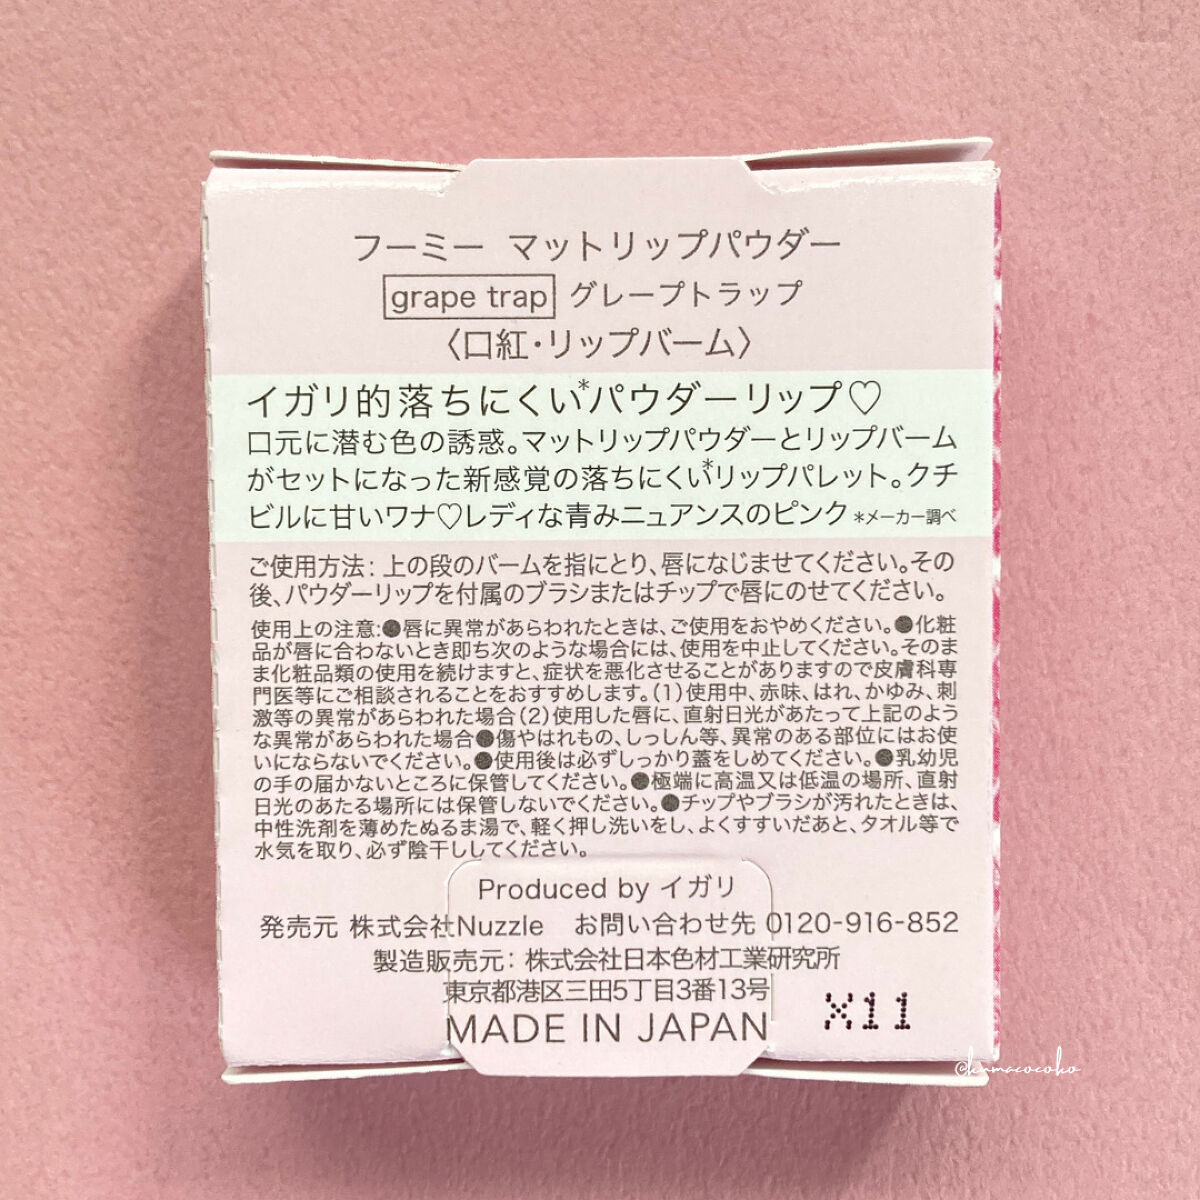 フーミー マットリップパウダー
grape trap グレープトラップ
〈口紅・リップバーム〉
イガリ的落ちにくい*パウダーリップ♡
口元に潜む色の誘惑。マットリップパウダーとリップバーム
がセットになった新感覚の落ちにくい*リップパレット。クチ
ビルに甘いワナ♡レディな青みニュアンスのピンク *メーカー調べ
ご使用方法：上の段のバームを指にとり、唇になじませてください。その
後、パウダーリップを付属のブラシまたはチップで唇にのせてください。
使用上の注意:●唇に異常があらわれたときは、ご使用をおやめください。●化粧
品が唇に合わないとき即ち次のような場合には、使用を中止してください。そのま
ま化粧品類の使用を続けますと、症状を悪化させることがありますので皮膚科専
門医等にご相談されることをおすすめします。(1)使用中、赤味、はれ、かゆみ、刺
激等の異常があらわれた場合(2)使用した唇に、直射日光があたって上記のよう
な異常があらわれた場合●傷やはれもの、しっしん等、異常のある部位にはお使
いにならないでください。●使用後は必ずしっかり蓋をしめてください。●乳幼児
の手の届かないところに保管してください。●極端に高温又は低温の場所、直射
日光のあたる場所には保管しないでください。●チップやブラシが汚れたときは、
中性洗剤を薄めたぬるま湯で、軽く押し洗いをし、よくすすいだあと、タオル等で
水気を取り、必ず陰干ししてください。
Produced by イガリ
発売元 株式会社Nuzzle お問い合わせ先 0120-916-852
製造販売元：株式会社日本色材工業研究所
東京都港区三田5丁目3番13号
MADE IN JAPAN X11
@kumacocoko